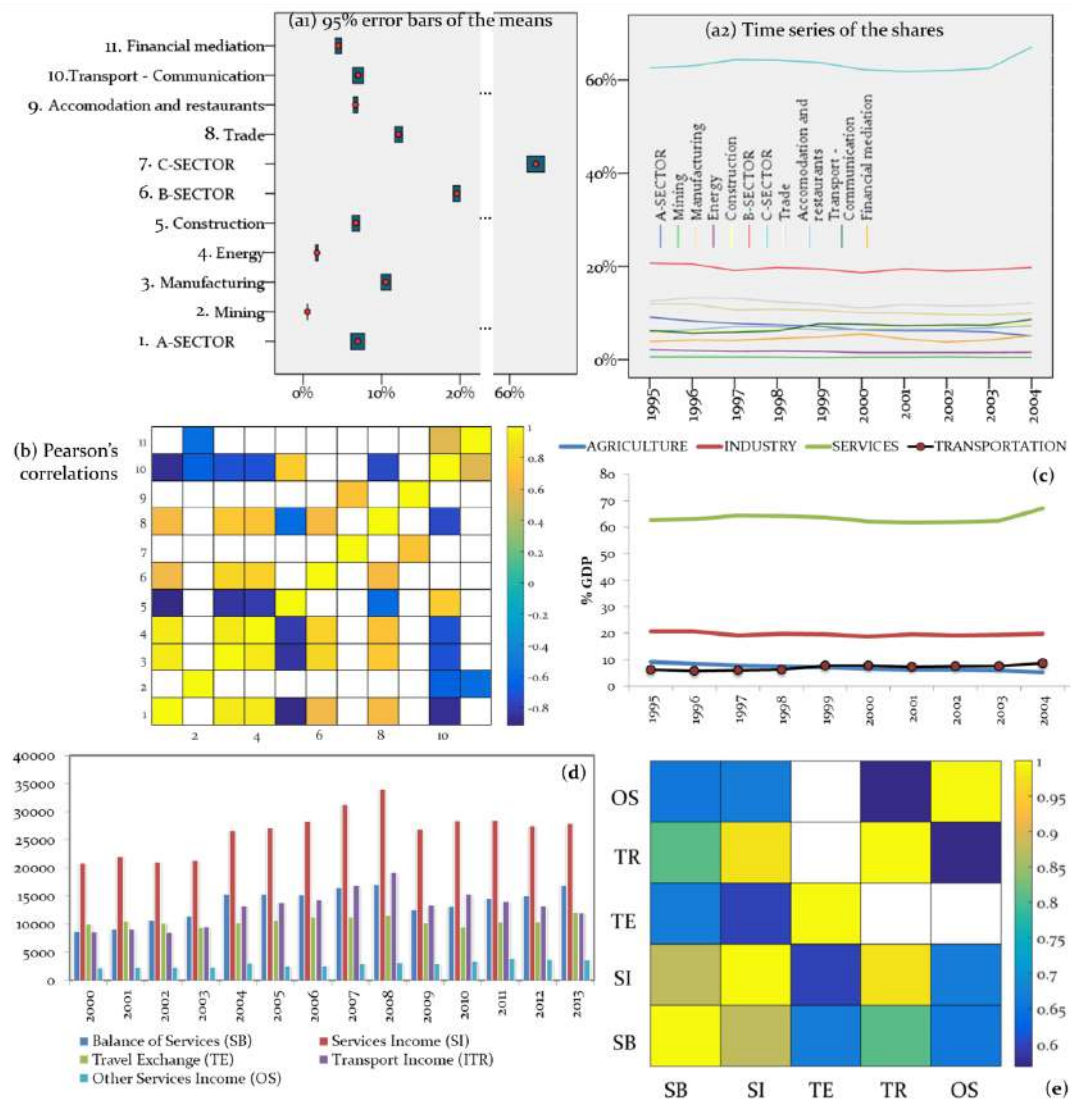 (a1) 95% error bars of the means
11. Financial mediation
10.Transport - Communication
9. Accomodation and restaurants
8. Trade
7. C-SECTOR
6. B-SECTOR
5. Construction
4. Energy
3. Manufacturing
2. Mining
1. A-SECTOR
0% 10% 20% 60%
(a2) Time series of the shares
60%
40%
20%
0%
A-SECTOR
Mining
Manufacturing
Energy
Construction
B-SECTOR
C-SECTOR
Trade
Accomodation and
restaurants
Transport -
Communication
Financial mediation
1995 1996 1997 1998 1999 2000 2001 2002 2003 2004
(b) Pearson's
correlations
11
10
9
8
7
6
5
4
3
2
1
2 4 6 8 10
1
0.8
0.6
0.4
0.2
0
-0.2
-0.4
-0.6
-0.8
AGRICULTURE INDUSTRY SERVICES TRANSPORTATION
(c)
% GDP
80
70
60
50
40
30
20
10
0
1995 1996 1997 1998 1999 2000 2001 2002 2003 2004
(d)
40000
35000
30000
25000
20000
15000
10000
5000
0
2000 2001 2002 2003 2004 2005 2006 2007 2008 2009 2010 2011 2012 2013
Balance of Services (SB) Services Income (SI)
Travel Exchange (TE) Transport Income (ITR)
Other Services Income (OS)
OS
TR
TE
SI
SB
SB SI TE TR OS
1
0.95
0.9
0.85
0.8
0.75
0.7
0.65
0.6
(e)